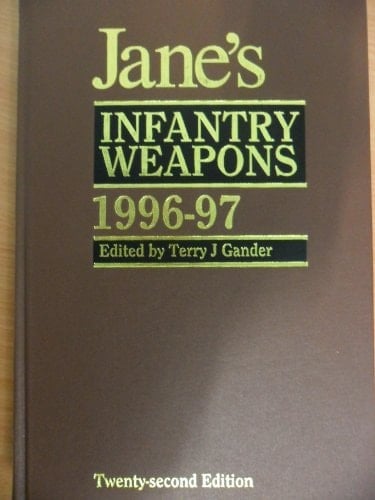 Jane's
INFANTRY
WEAPONS
1996-97
Edited by Terry J Gander
Twenty-second Edition